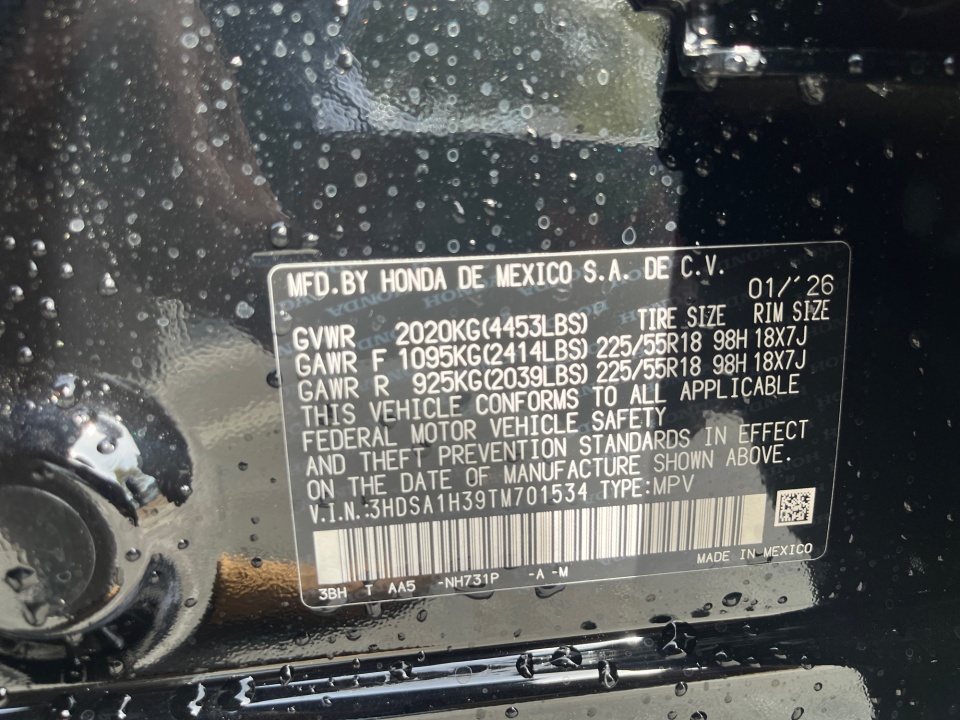 MFD.BY HONDA DE MEXICO S.A. DE C.V.
01/'26
GVWR 2020KG(4453LBS) TIRE SIZE RIM SIZE
GAWR F 1095KG(2414LBS) 225/55R18 98H 18X7J
GAWR R 925KG(2039LBS) 225/55R18 98H 18X7J
THIS VEHICLE CONFORMS TO ALL APPLICABLE
FEDERAL MOTOR VEHICLE SAFETY
AND THEFT PREVENTION STANDARDS IN EFFECT
ON THE DATE OF MANUFACTURE SHOWN ABOVE.
V.I.N.:3HDSA1H39TM701534 TYPE:MPV
MADE IN MEXICO
3BH T AA5 -NH731P -A -M